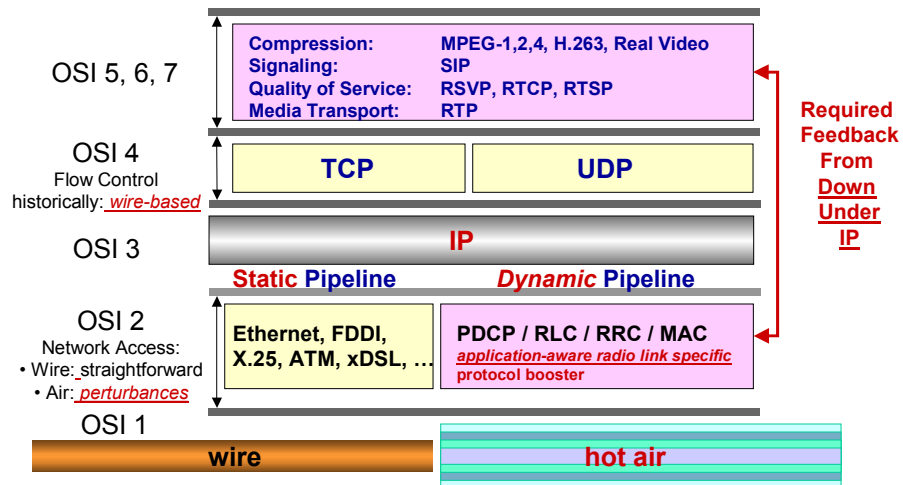 OSI 5, 6, 7
Compression: MPEG-1,2,4, H.263, Real Video
Signaling: SIP
Quality of Service: RSVP, RTCP, RTSP
Media Transport: RTP
Required
Feedback
From
Down
Under
IP
OSI 4
Flow Control
historically: wire-based
TCP
UDP
OSI 3
IP
Static Pipeline
Dynamic Pipeline
OSI 2
Network Access:
• Wire: straightforward
• Air: perturbances
Ethernet, FDDI,
X.25, ATM, xDSL, …
PDCP / RLC / RRC / MAC
application-aware radio link specific
protocol booster
OSI 1
wire
hot air